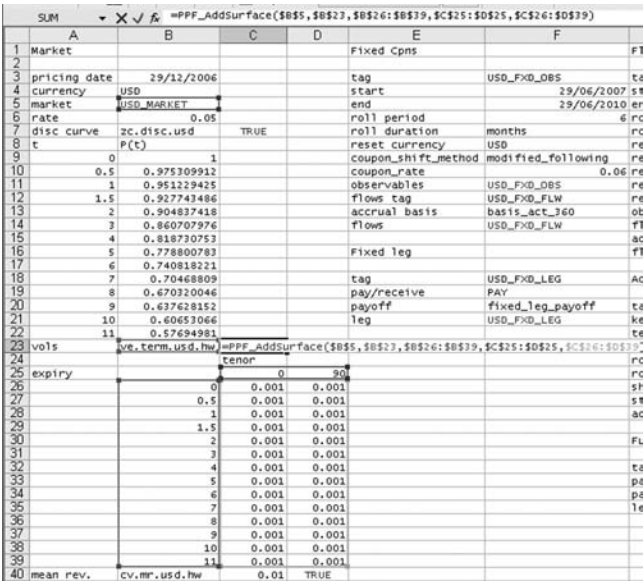 SUM =PPF_AddSurface($B$5,$B$23,$B$26:$B$39,$C$25:$D$25,$C$26:$D$39)
A B C D E F
1 Market Fixed Cpns
2
3 pricing date 29/12/2006 tag USD_FXD_OBS
4 currency USD start 29/06/2007
5 market USD_MARKET end 29/06/2010
6 rate 0.05 roll period 6
7 disc curve zc.disc.usd TRUE roll duration months
8 t P(t) reset currency USD
9 0 1 coupon_shift_method modified_following
10 0.5 0.975309912 coupon_rate 0.06
11 1 0.951229425 observables USD_FXD_OBS
12 1.5 0.927743486 flows tag USD_FXD_FLW
13 2 0.904837418 accrual basis basis_act_360
14 3 0.860707976 flows USD_FXD_FLW
15 4 0.818730753
16 5 0.778800783 Fixed leg
17 6 0.740818221
18 7 0.70468809 tag USD_FXD_LEG
19 8 0.670320046 pay/receive PAY
20 9 0.637628152 payoff fixed_leg_payoff
21 10 0.60653066 leg USD_FXD_LEG
22 11 0.57694981
23 vols ve.term.usd.hw =PPF_AddSurface($B$5,$B$23,$B$26:$B$39,$C$25:$D$25,$C$26:$D$39)
24 tenor
25 expiry 0 90
26 0 0.001 0.001
27 0.5 0.001 0.001
28 1 0.001 0.001
29 1.5 0.001 0.001
30 2 0.001 0.001
31 3 0.001 0.001
32 4 0.001 0.001
33 5 0.001 0.001
34 6 0.001 0.001
35 7 0.001 0.001
36 8 0.001 0.001
37 9 0.001 0.001
38 10 0.001 0.001
39 11 0.001 0.001
40 mean rev. cv.mr.usd.hw 0.01 TRUE